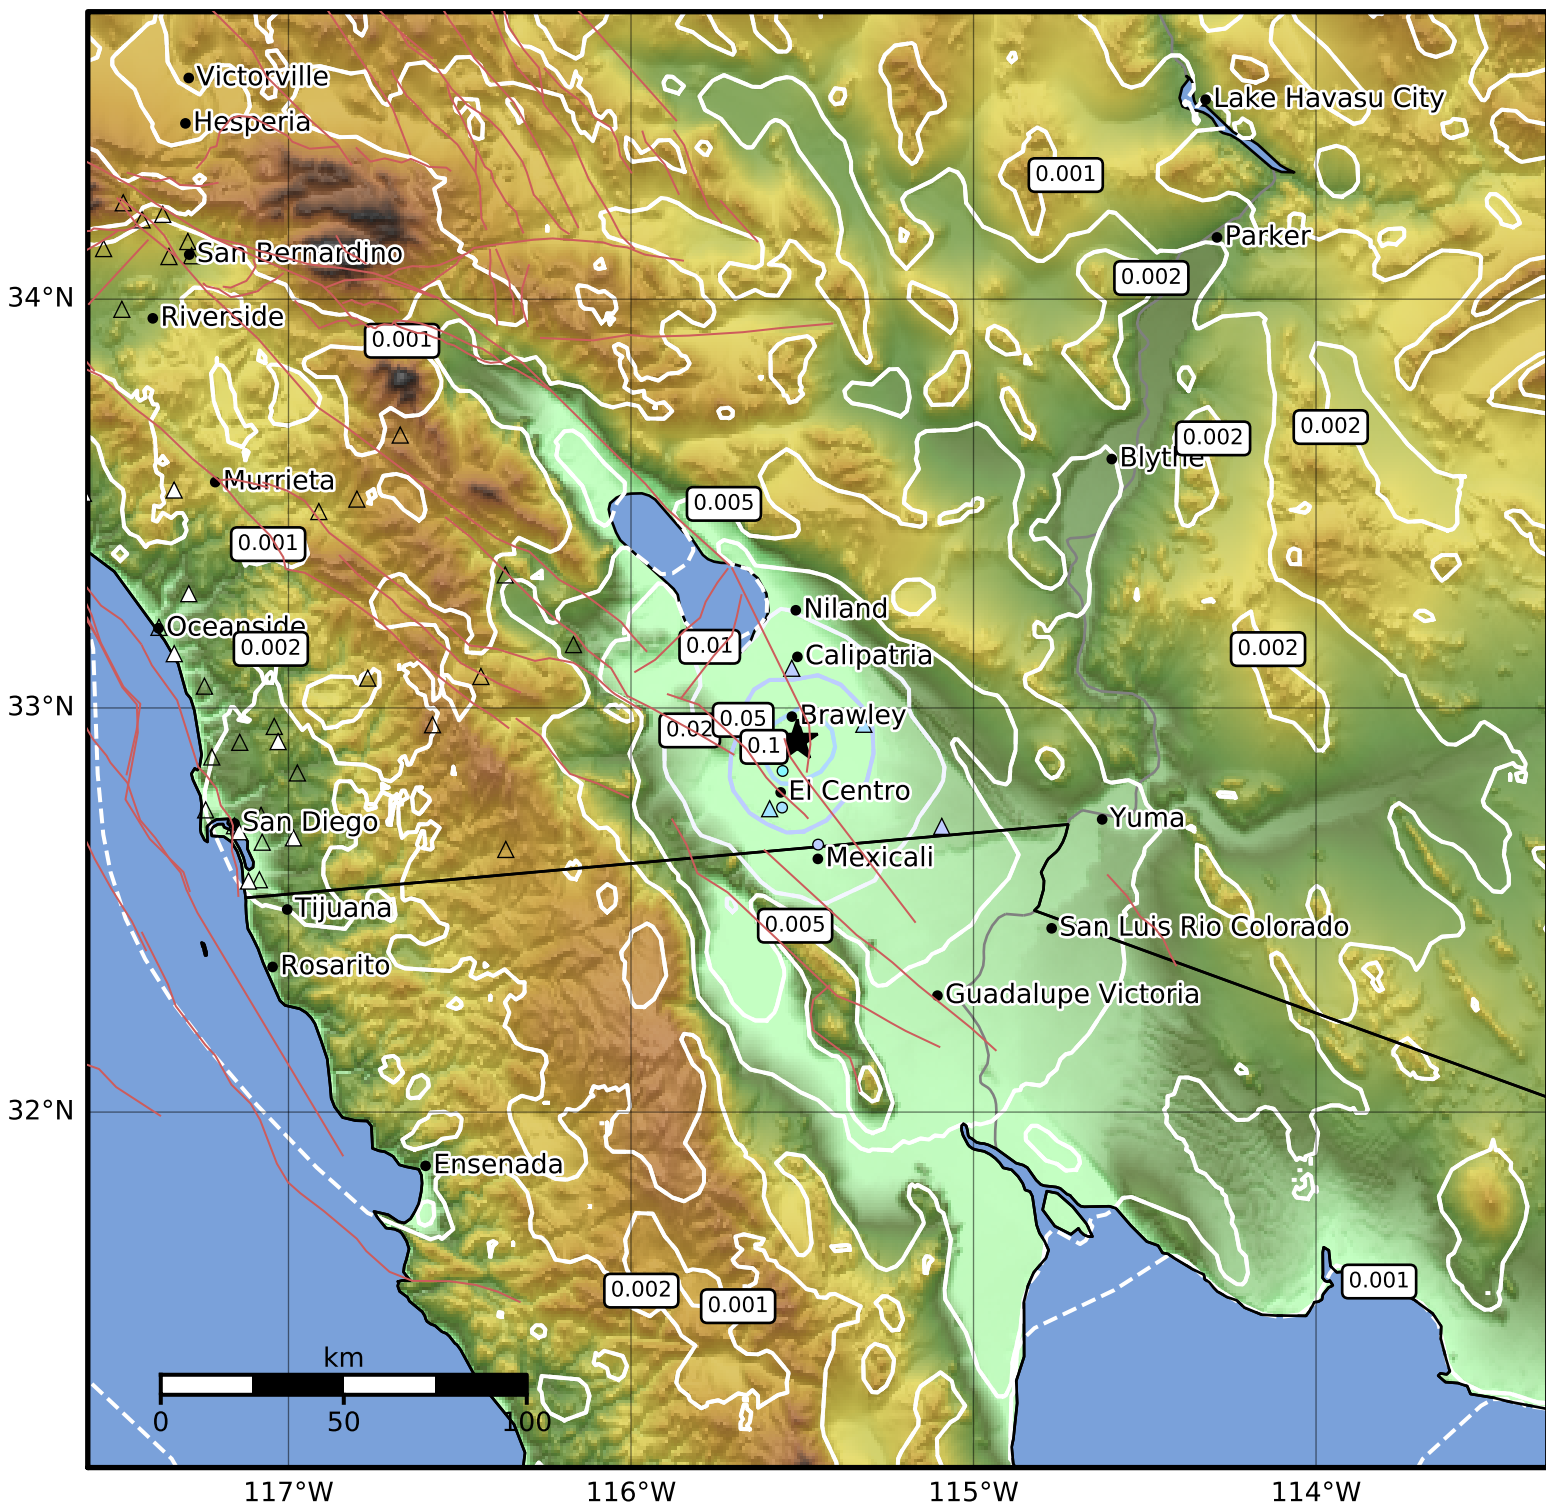 Victorville
Lake Havasu City
Hesperia
0.001
Parker
San Bernardino
0.002
34°N
Riverside
0.001
0.002
0.002
Blythe
Murrieta
0.005
0.001
Niland
Oceanside
0.002
0.01
0.002
Calipatria
33°N
0.02
0.05
Brawley
0.1
El Centro
San Diego
Yuma
Mexicali
Tijuana
0.005
San Luis Rio Colorado
Rosarito
Guadalupe Victoria
32°N
Ensenada
0.002
0.001
0.001
km
0 50 100
117°W 116°W 115°W 114°W